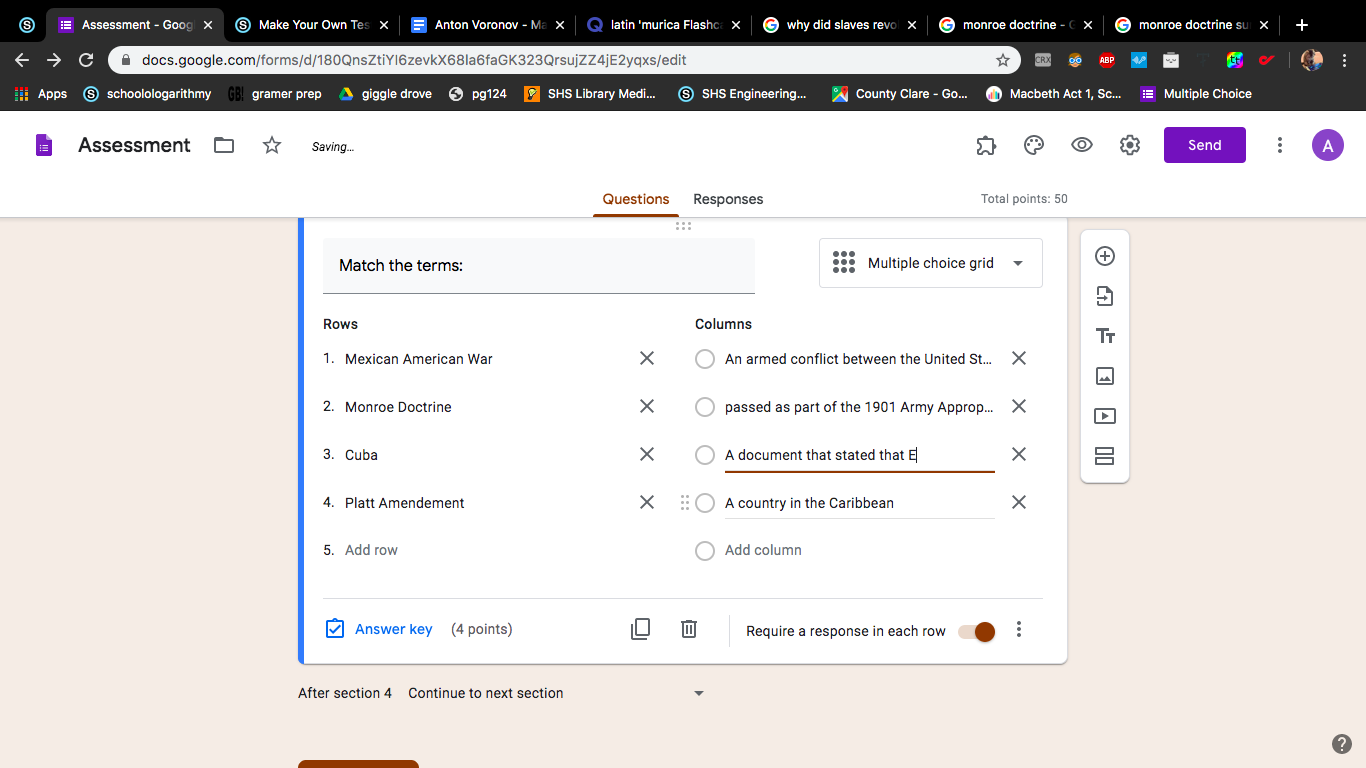 Assessment - Goog
Make Your Own Tes
Anton Voronov - Ma
latin 'murica Flashca
why did slaves revo
monroe doctrine - G
monroe doctrine su
docs.google.com/forms/d/180QnsZtiYI6zevkX68la6faGK323QrsujZZ4jE2yqxs/edit
CRX
ABP
Apps
schoolologarithmy
GB!
gramer prep
giggle drove
pg124
SHS Library Medi...
SHS Engineering...
County Clare - Go...
Macbeth Act 1, Sc...
Multiple Choice
Assessment
Saving...
Send
A
Questions
Responses
Total points: 50
Match the terms:
Multiple choice grid
Rows
Columns
1. Mexican American War
An armed conflict between the United St...
2. Monroe Doctrine
passed as part of the 1901 Army Approp...
3. Cuba
A document that stated that E
4. Platt Amendement
A country in the Caribbean
5. Add row
Add column
Tt
Answer key (4 points)
Require a response in each row
After section 4 Continue to next section